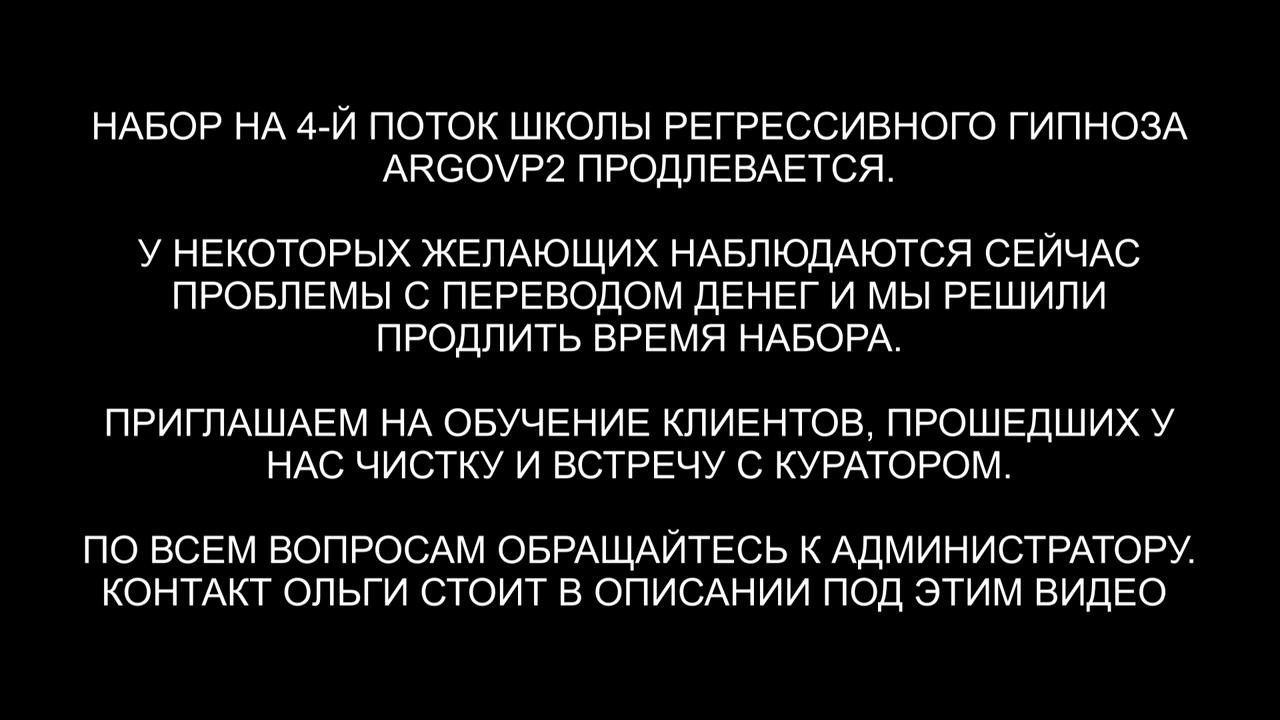 НАБОР НА 4-Й ПОТОК ШКОЛЫ РЕГРЕССИВНОГО ГИПНОЗА
ARGOVP2 ПРОДЛЕВАЕТСЯ.
У НЕКОТОРЫХ ЖЕЛАЮЩИХ НАБЛЮДАЮТСЯ СЕЙЧАС
ПРОБЛЕМЫ С ПЕРЕВОДОМ ДЕНЕГ И МЫ РЕШИЛИ
ПРОДЛИТЬ ВРЕМЯ НАБОРА.
ПРИГЛАШАЕМ НА ОБУЧЕНИЕ КЛИЕНТОВ, ПРОШЕДШИХ У
НАС ЧИСТКУ И ВСТРЕЧУ С КУРАТОРОМ.
ПО ВСЕМ ВОПРОСАМ ОБРАЩАЙТЕСЬ К АДМИНИСТРАТОРУ.
КОНТАКТ ОЛЬГИ СТОИТ В ОПИСАНИИ ПОД ЭТИМ ВИДЕО